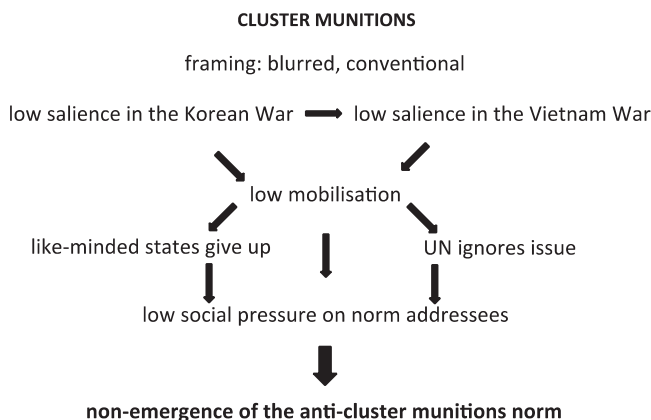 CLUSTER MUNITIONS
framing: blurred, conventional
low salience in the Korean War low salience in the Vietnam War
low mobilisation
like-minded states give up UN ignores issue
low social pressure on norm addressees
non-emergence of the anti-cluster munitions norm